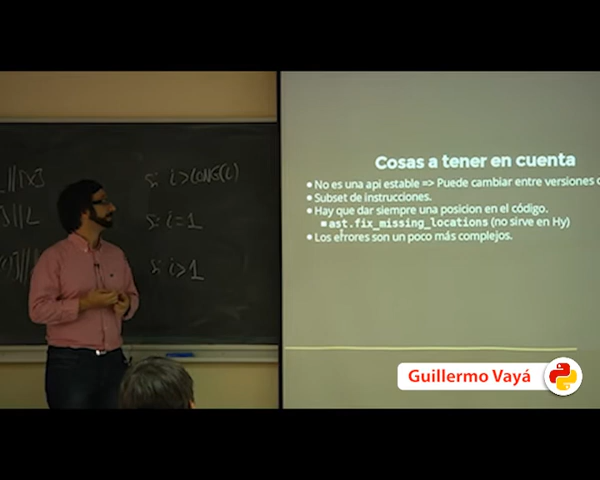 Cosas a tener en cuenta
No es una api estable => Puede cambiar entre versiones
Subset de instrucciones.
Hay que dar siempre una posicion en el código.
ast.fix_missing_locations (no sirve en Hy)
Los errores son un poco más complejos.
i=1
i>1
Guillermo Vayá